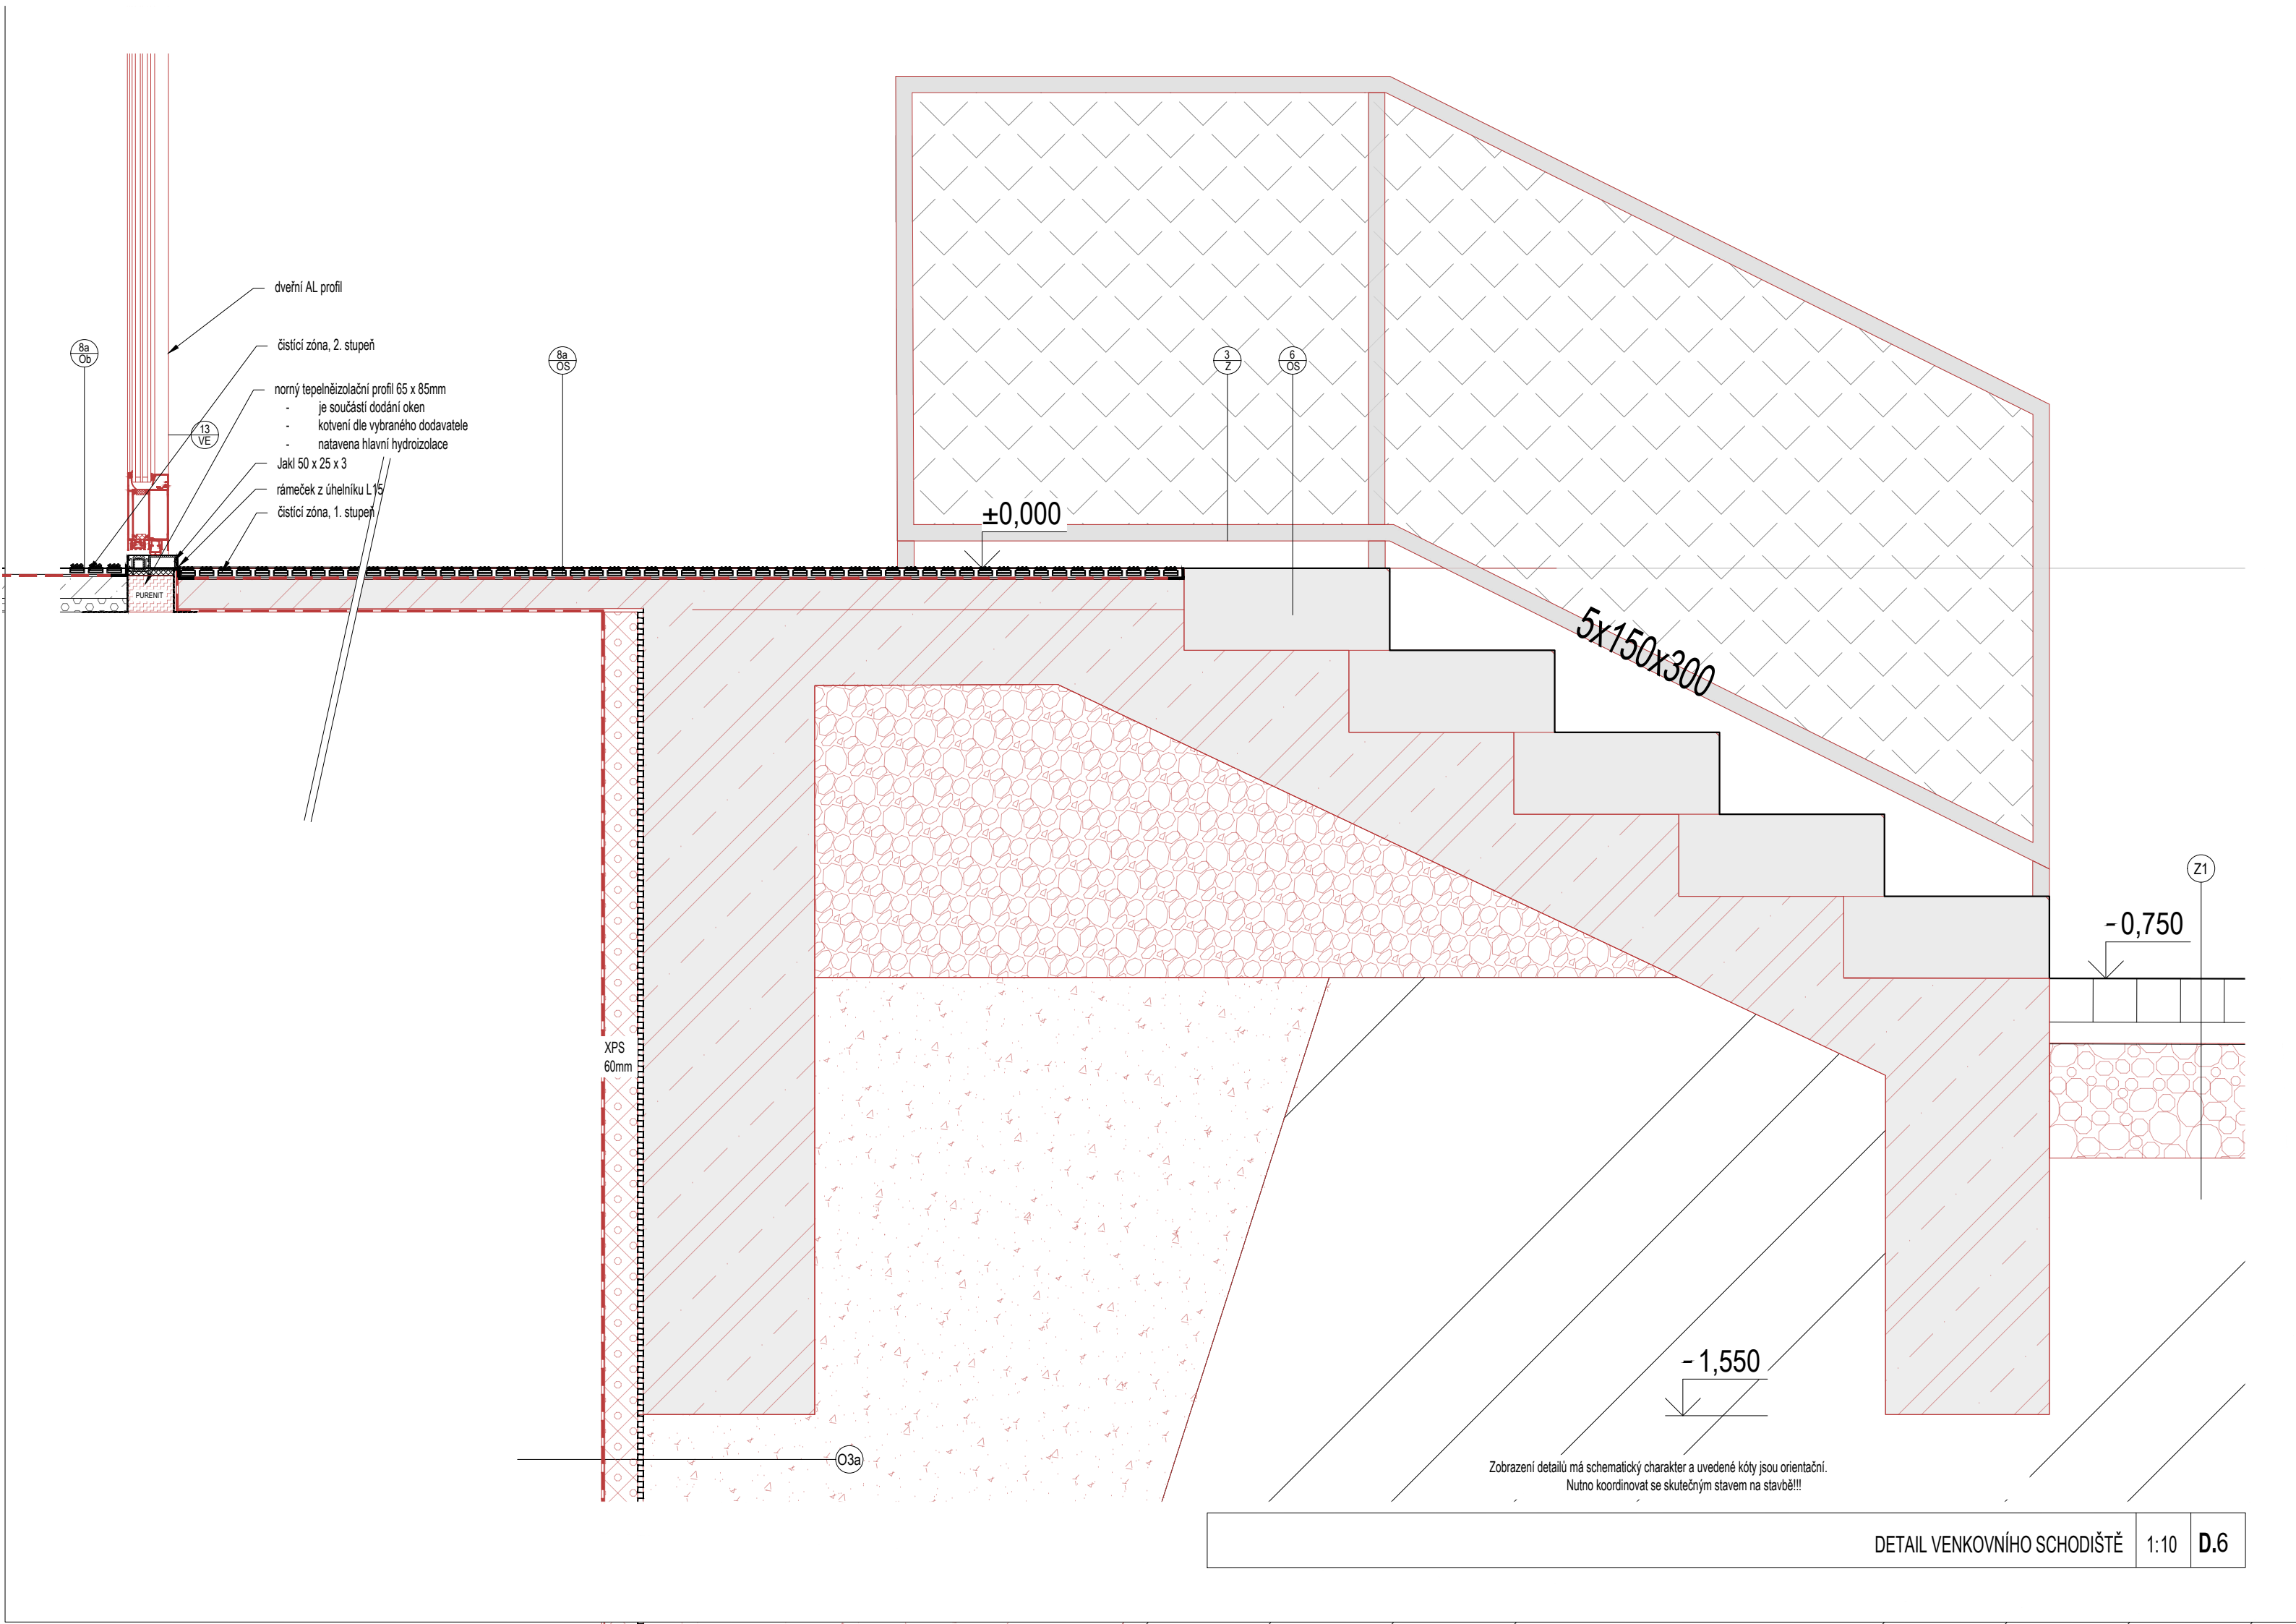 dveřní AL profil
8a
Ob
čistící zóna, 2. stupeň
8a
OS
3
Z
6
OS
norný tepelněizolační profil 65 x 85mm
- je součástí dodání oken
- kotvení dle vybraného dodavatele
- natavena hlavní hydroizolace
13
VE
Jakl 50 x 25 x 3
rámeček z úhelníku L15
čistící zóna, 1. stupeň
±0,000
PURENIT
5x150x300
Z1
-0,750
XPS
60mm
-1,550
O3a
Zobrazení detailů má schematický charakter a uvedené kóty jsou orientační.
Nutno koordinovat se skutečným stavem na stavbě!!!
DETAIL VENKOVNÍHO SCHODIŠTĚ 1:10 D.6